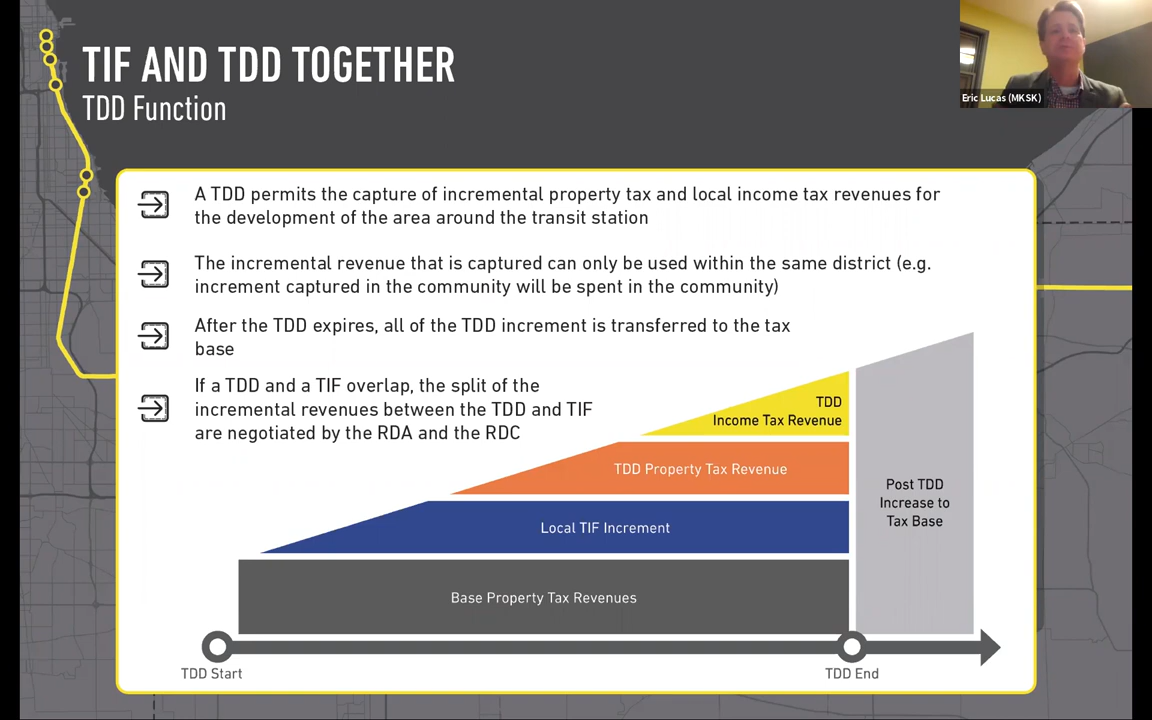 TIF AND TDD TOGETHER
TDD Function
Eric Lucas (MKSK)
A TDD permits the capture of incremental property tax and local income tax revenues for
the development of the area around the transit station
The incremental revenue that is captured can only be used within the same district (e.g.
increment captured in the community will be spent in the community)
After the TDD expires, all of the TDD increment is transferred to the tax
base
If a TDD and a TIF overlap, the split of the
incremental revenues between the TDD and TIF
are negotiated by the RDA and the RDC
TDD
Income Tax Revenue
TDD Property Tax Revenue
Local TIF Increment
Base Property Tax Revenues
Post TDD
Increase to
Tax Base
TDD Start
TDD End